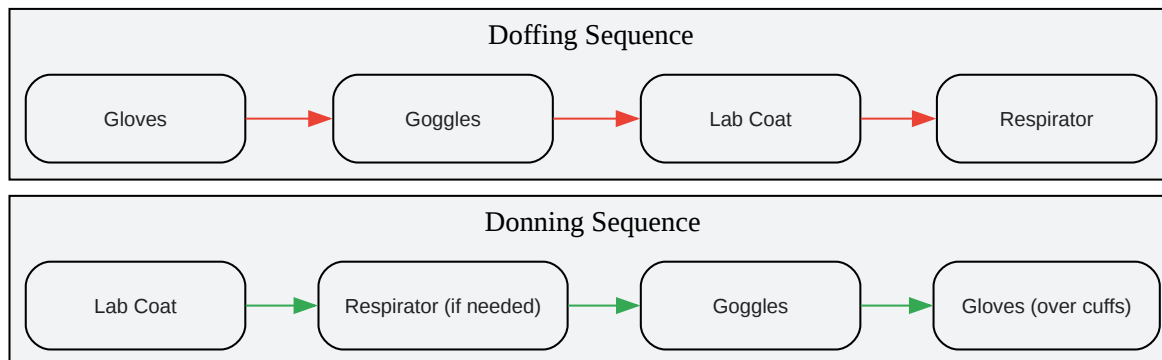 Doffing Sequence
Gloves
Goggles
Lab Coat
Respirator
Donning Sequence
Lab Coat
Respirator (if needed)
Goggles
Gloves (over cuffs)